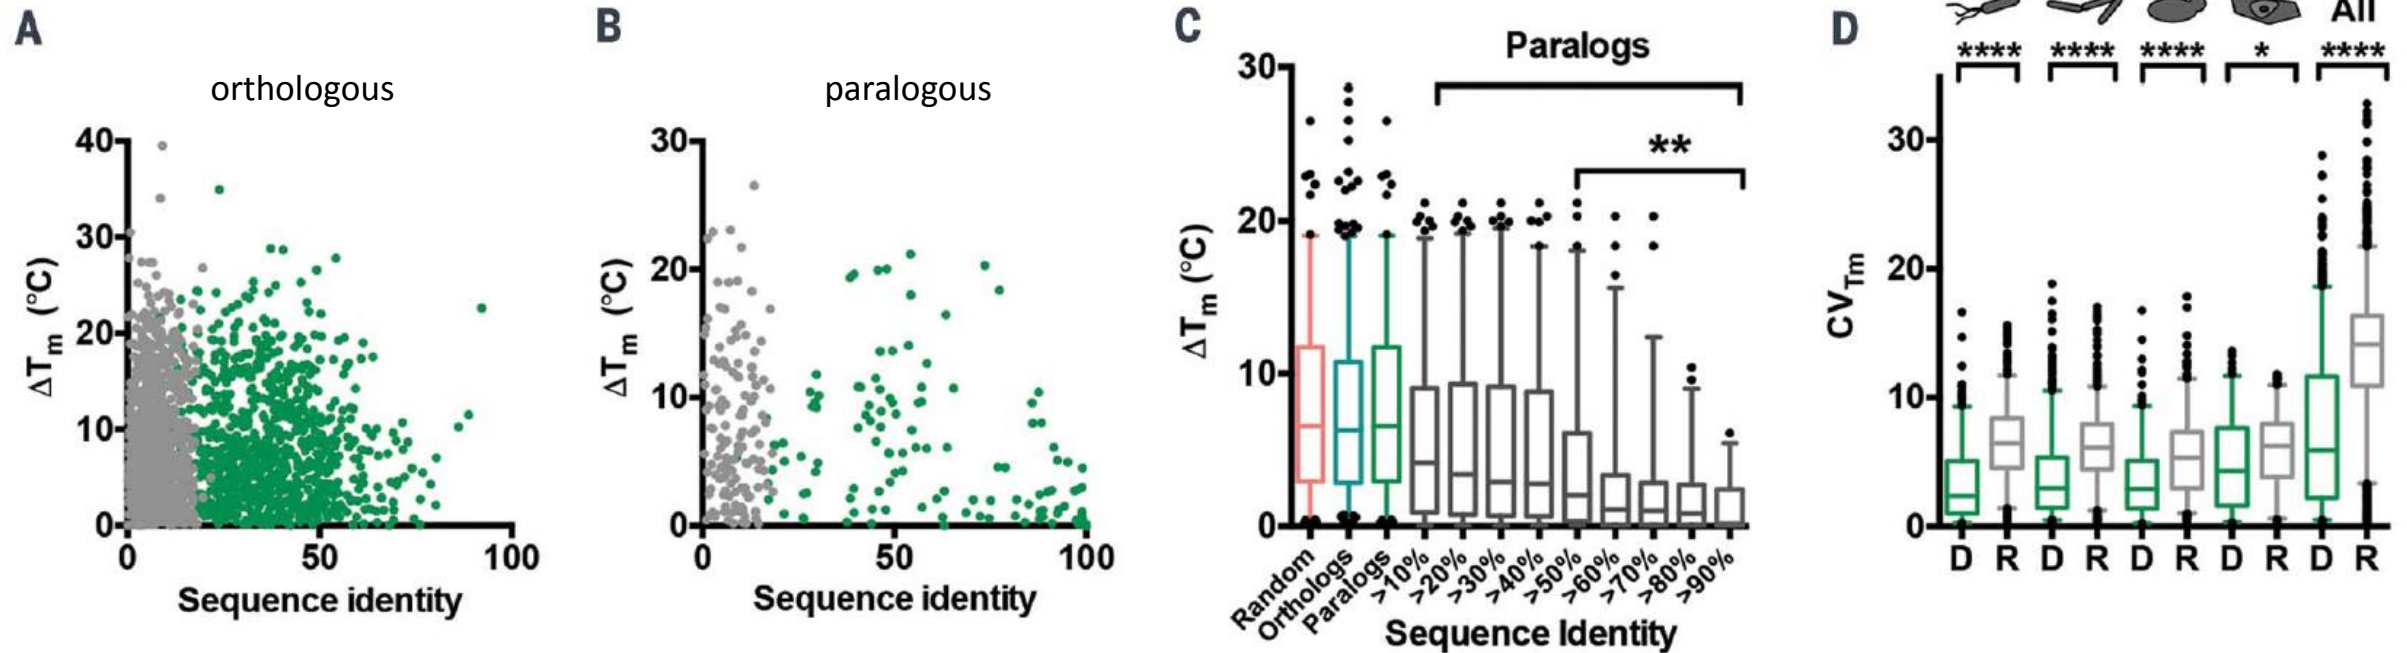 A
orthologous
40
30
20
10
0
ΔTm (°C)
0 50 100
Sequence identity
B
paralogous
30
20
10
0
ΔTm (°C)
0 50 100
Sequence identity
C
Paralogs
**
30
20
10
0
ΔTm (°C)
Random
Orthologs
Paralogs
>10%
>20%
>30%
>40%
>50%
>60%
>70%
>80%
>90%
Sequence Identity
D
All
**** **** **** * ****
30
20
10
0
CVTm
D R D R D R D R D R